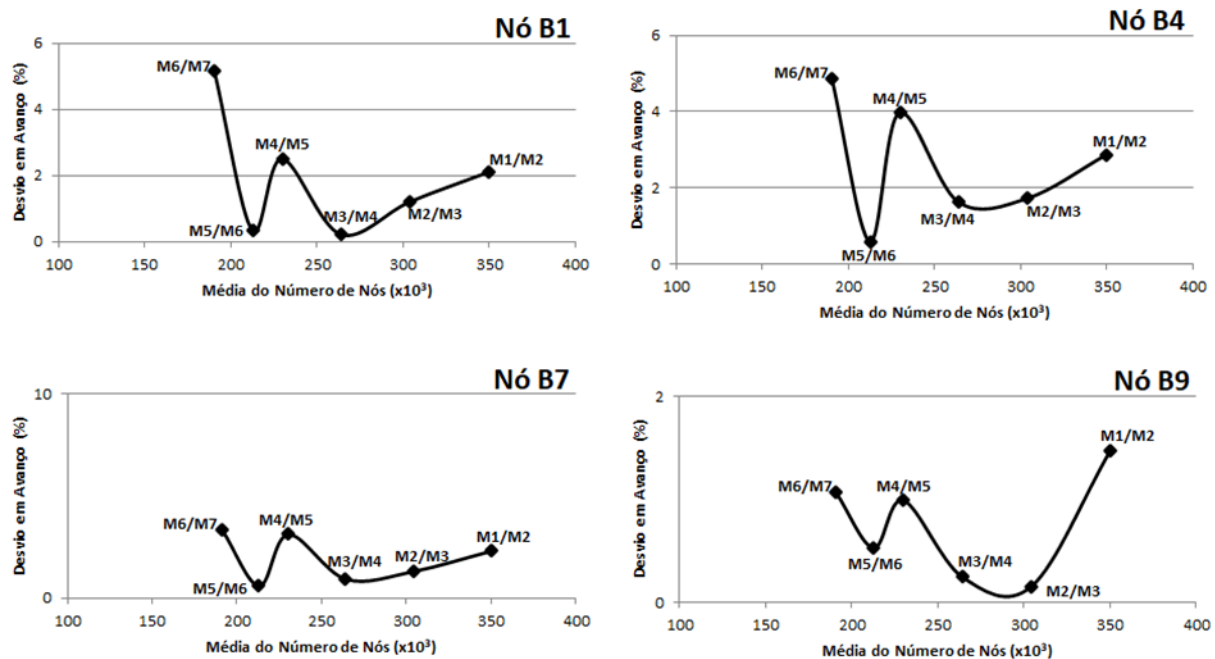 Nó B1
Desvio em Avanço (%)
6
4
2
0
M6/M7
M5/M6
M4/M5
M3/M4
M2/M3
M1/M2
100 150 200 250 300 350 400
Média do Número de Nós (x10³)
Nó B4
Desvio em Avanço (%)
6
4
2
0
M6/M7
M5/M6
M4/M5
M3/M4
M2/M3
M1/M2
100 150 200 250 300 350 400
Média do Número de Nós (x10³)
Nó B7
Desvio em Avanço (%)
10
0
M6/M7
M5/M6
M4/M5
M3/M4
M2/M3
M1/M2
100 150 200 250 300 350 400
Média do Número de Nós (x10³)
Nó B9
Desvio em Avanço (%)
2
0
M6/M7
M5/M6
M4/M5
M3/M4
M2/M3
M1/M2
100 150 200 250 300 350 400
Média do Número de Nós (x10³)